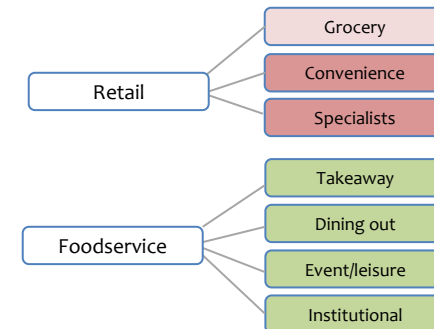 Retail
Grocery
Convenience
Specialists
Foodservice
Takeaway
Dining out
Event/leisure
Institutional